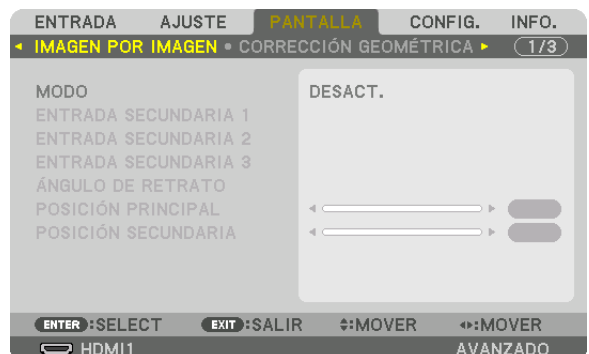 ENTRADA AJUSTE PANTALLA CONFIG. INFO.
IMAGEN POR IMAGEN • CORRECCIÓN GEOMÉTRICA 1/3
MODO DESACT.
ENTRADA SECUNDARIA 1
ENTRADA SECUNDARIA 2
ENTRADA SECUNDARIA 3
ÁNGULO DE RETRATO
POSICIÓN PRINCIPAL
POSICIÓN SECUNDARIA
ENTER:SELECT EXIT:SALIR :MOVER :MOVER
HDMI1 AVANZADO